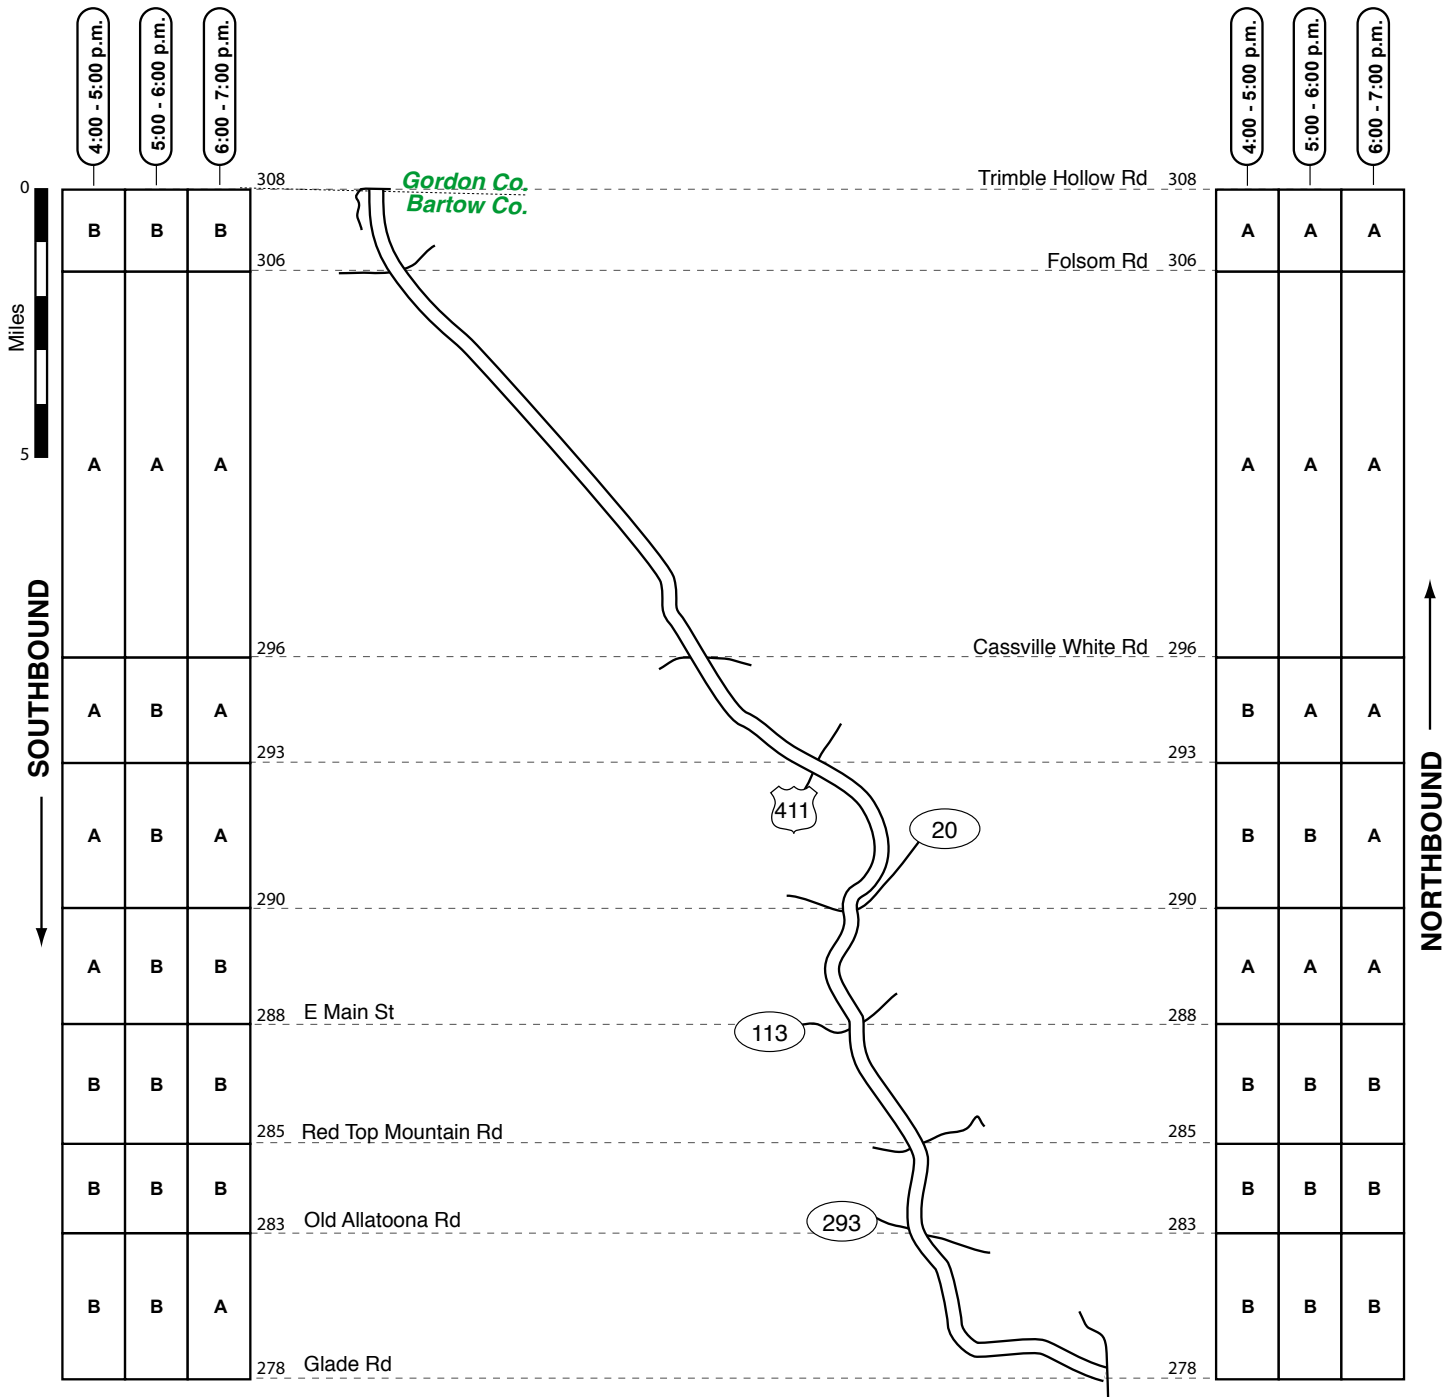 4:00 - 5:00 p.m.
5:00 - 6:00 p.m.
6:00 - 7:00 p.m.
4:00 - 5:00 p.m.
5:00 - 6:00 p.m.
6:00 - 7:00 p.m.
0
308
Gordon Co.
Trimble Hollow Rd 308
Bartow Co.
B B B
A A A
306
Folsom Rd 306
Miles
5
A A A
A A A
SOUTHBOUND
NORTHBOUND
296
Cassville White Rd 296
A B A
B A A
293
293
411
20
A B A
B B A
290
290
A B B
A A A
288 E Main St
288
113
B B B
B B B
285 Red Top Mountain Rd
285
B B B
B B B
283 Old Allatoona Rd
293
283
B B A
B B B
278 Glade Rd
278